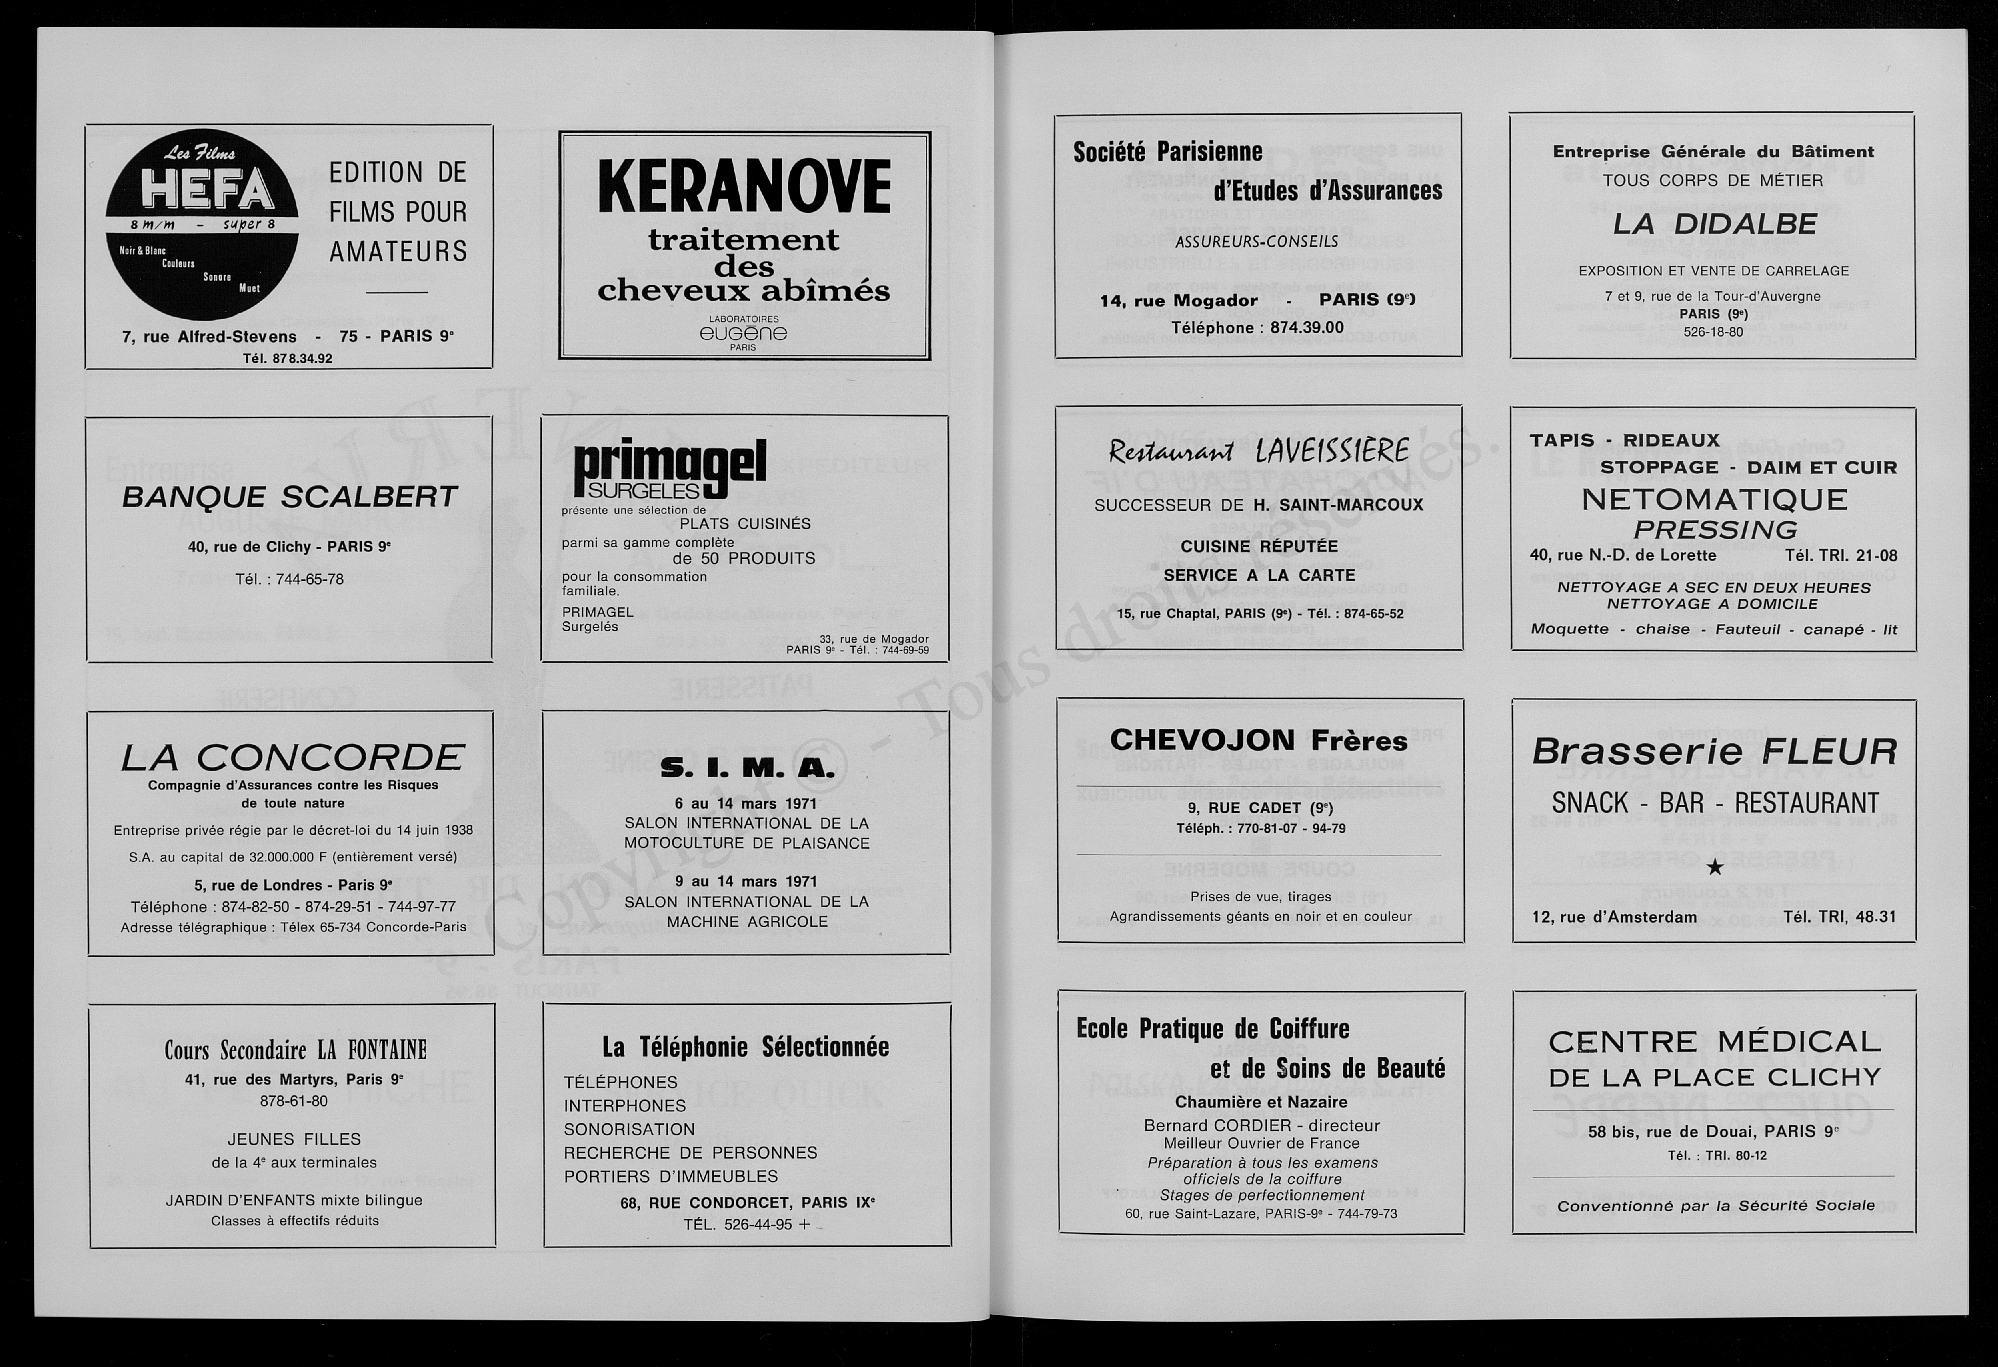 Les Films
HEFA
8 m/m - super 8
Noir & Blanc
Couleurs
Sonore
Muet
EDITION DE
FILMS POUR
AMATEURS
7, rue Alfred-Stevens - 75 - PARIS 9e
Tél. 878.34.92
KERANOVE
traitement
des
cheveux abîmés
LABORATOIRES
eugène
PARIS
BANQUE SCALBERT
40, rue de Clichy - PARIS 9e
Tél. : 744-65-78
primagel
SURGELES
présente une sélection de
PLATS CUISINÉS
parmi sa gamme complète
de 50 PRODUITS
pour la consommation
familiale.
PRIMAGEL
Surgelés
33, rue de Mogador
PARIS 9e - Tél. : 744-69-59
LA CONCORDE
Compagnie d'Assurances contre les Risques
de toute nature
Entreprise privée régie par le décret-loi du 14 juin 1938
S.A. au capital de 32.000.000 F (entièrement versé)
5, rue de Londres - Paris 9e
Téléphone : 874-82-50 - 874-29-51 - 744-97-77
Adresse télégraphique : Télex 65-734 Concorde-Paris
S. I. M. A.
6 au 14 mars 1971
SALON INTERNATIONAL DE LA
MOTOCULTURE DE PLAISANCE
9 au 14 mars 1971
SALON INTERNATIONAL DE LA
MACHINE AGRICOLE
Cours Secondaire LA FONTAINE
41, rue des Martyrs, Paris 9e
878-61-80
JEUNES FILLES
de la 4e aux terminales
JARDIN D'ENFANTS mixte bilingue
Classes à effectifs réduits
La Téléphonie Sélectionnée
TÉLÉPHONES
INTERPHONES
SONORISATION
RECHERCHE DE PERSONNES
PORTIERS D'IMMEUBLES
68, RUE CONDORCET, PARIS IXe
TÉL. 526-44-95 +
Société Parisienne
d'Etudes d'Assurances
ASSUREURS-CONSEILS
14, rue Mogador - PARIS (9e)
Téléphone : 874.39.00
Entreprise Générale du Bâtiment
TOUS CORPS DE MÉTIER
LA DIDALBE
EXPOSITION ET VENTE DE CARRELAGE
7 et 9, rue de la Tour-d'Auvergne
PARIS (9e)
526-18-80
Restaurant LAVEISSIÈRE
SUCCESSEUR DE H. SAINT-MARCOUX
CUISINE RÉPUTÉE
SERVICE A LA CARTE
15, rue Chaptal, PARIS (9e) - Tél. : 874-65-52
TAPIS - RIDEAUX
STOPPAGE - DAIM ET CUIR
NETOMATIQUE
PRESSING
40, rue N.-D. de Lorette Tél. TRI. 21-08
NETTOYAGE A SEC EN DEUX HEURES
NETTOYAGE A DOMICILE
Moquette - chaise - Fauteuil - canapé - lit
CHEVOJON Frères
9, RUE CADET (9e)
Téléph. : 770-81-07 - 94-79
Prises de vue, tirages
Agrandissements géants en noir et en couleur
Brasserie FLEUR
SNACK - BAR - RESTAURANT
12, rue d'Amsterdam Tél. TRI, 48.31
Ecole Pratique de Coiffure
et de Soins de Beauté
Chaumière et Nazaire
Bernard CORDIER - directeur
Meilleur Ouvrier de France
Préparation à tous les examens
officiels de la coiffure
Stages de perfectionnement
60, rue Saint-Lazare, PARIS-9e - 744-79-73
CENTRE MÉDICAL
DE LA PLACE CLICHY
58 bis, rue de Douai, PARIS 9e
Tél. : TRI. 80-12
Conventionné par la Sécurité Sociale
Copyright © - Tous droits réservés.